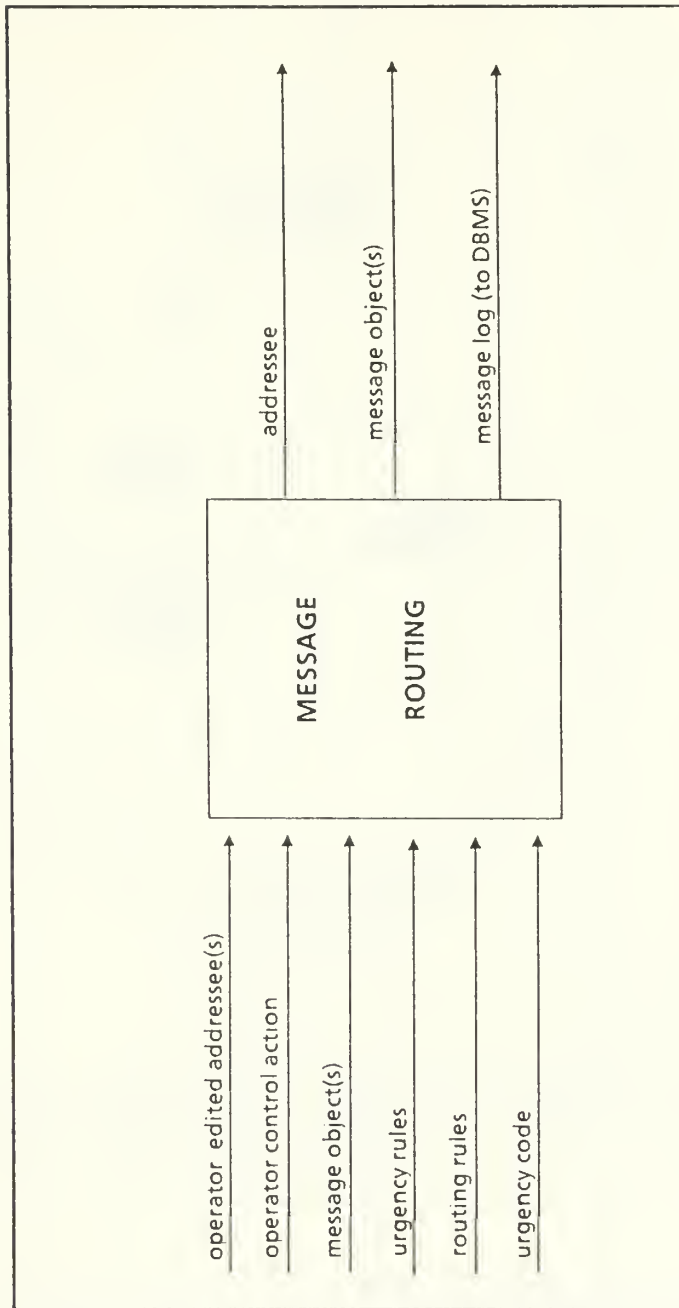 operator edited addressee(s)
operator control action
message object(s)
urgency rules
routing rules
urgency code
MESSAGE
ROUTING
addressee
message object(s)
message log (to DBMS)